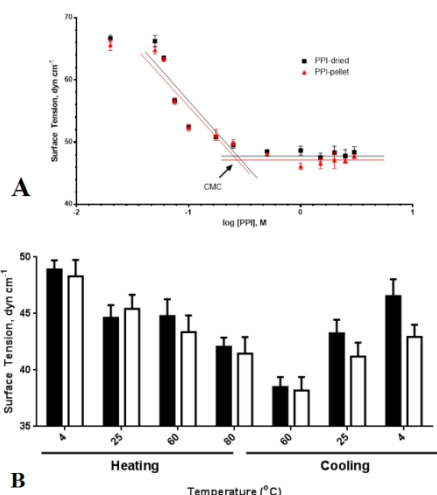 70
60
50
40
Surface Tension, dyn cm⁻¹
PPI-dried
PPI-pellet
CMC
-2
-1
0
1
log [PPI], M
A
50
45
40
35
Surface Tension, dyn cm⁻¹
4
25
60
80
60
25
4
Heating
Cooling
Temperature (°C)
B